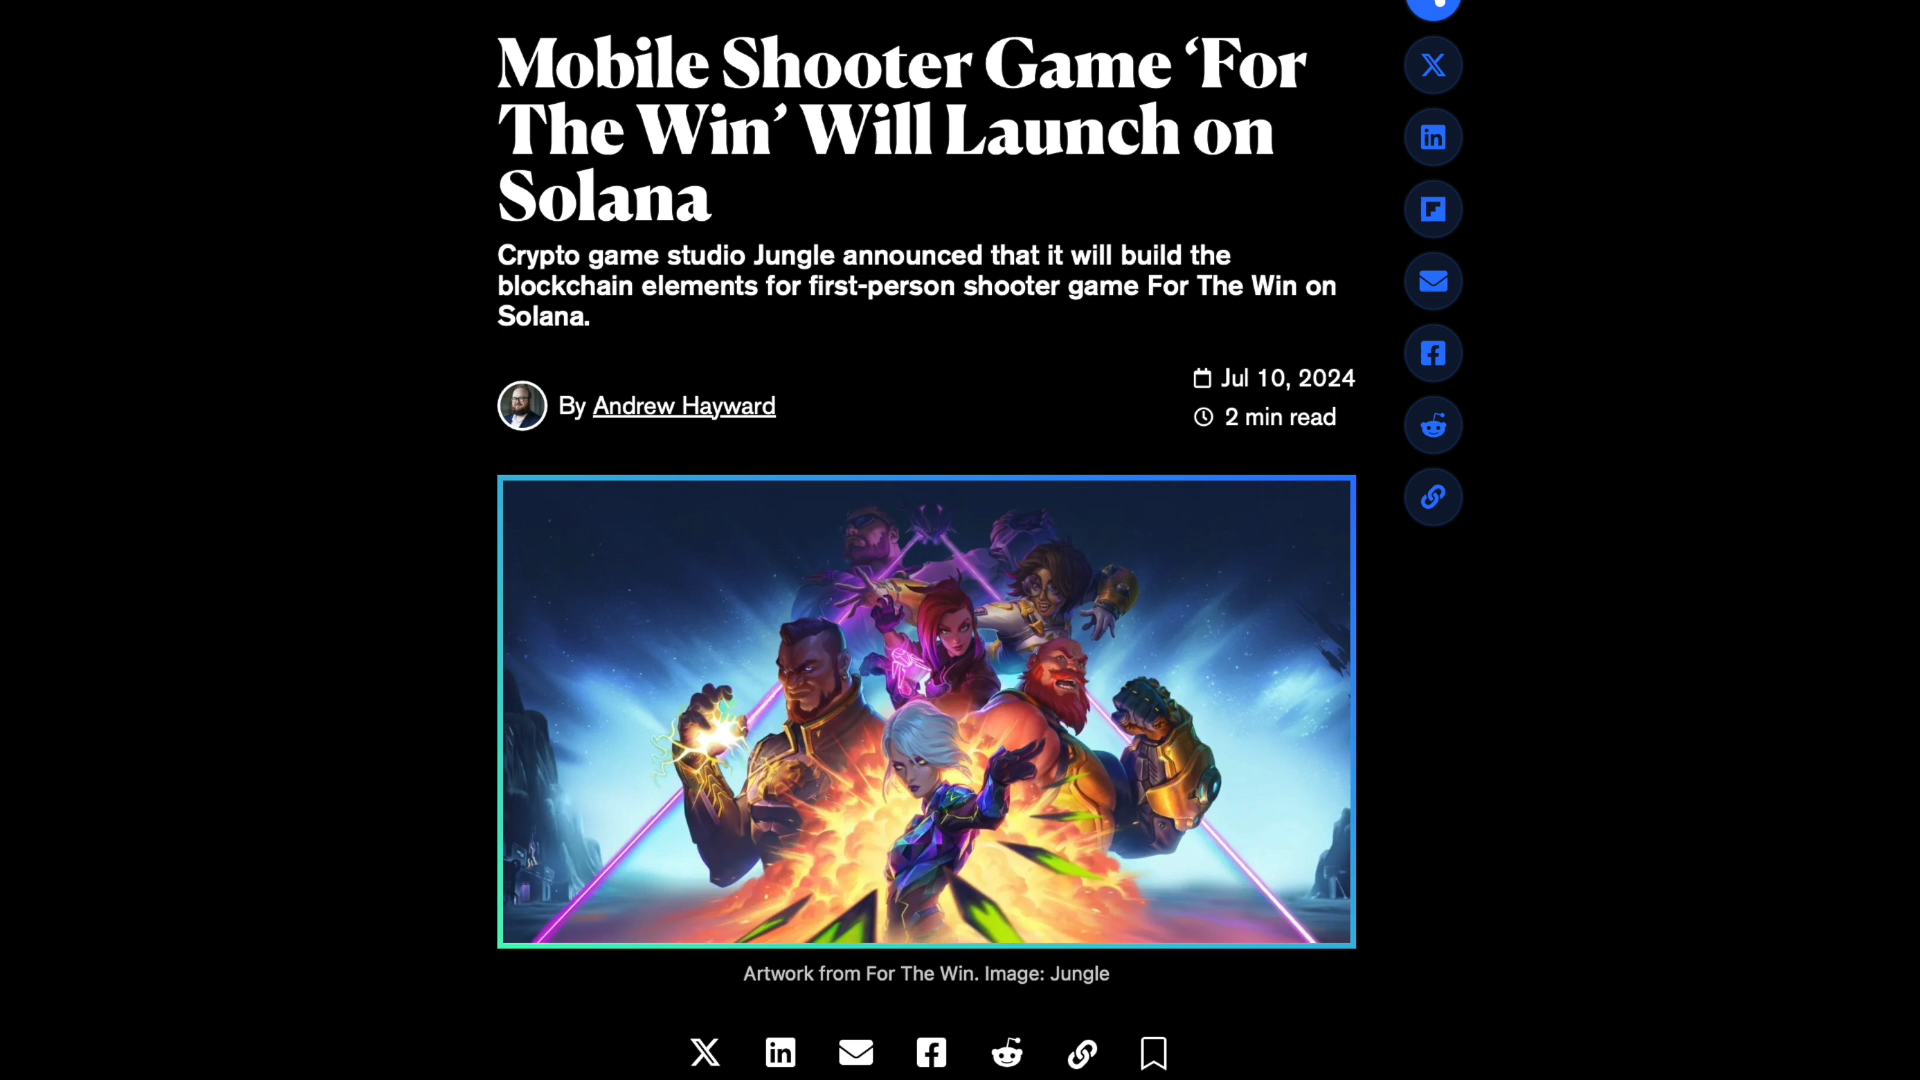 Mobile Shooter Game ‘For
The Win’ Will Launch on
Solana
Crypto game studio Jungle announced that it will build the
blockchain elements for first-person shooter game For The Win on
Solana.
By Andrew Hayward
Jul 10, 2024
2 min read
Artwork from For The Win. Image: Jungle